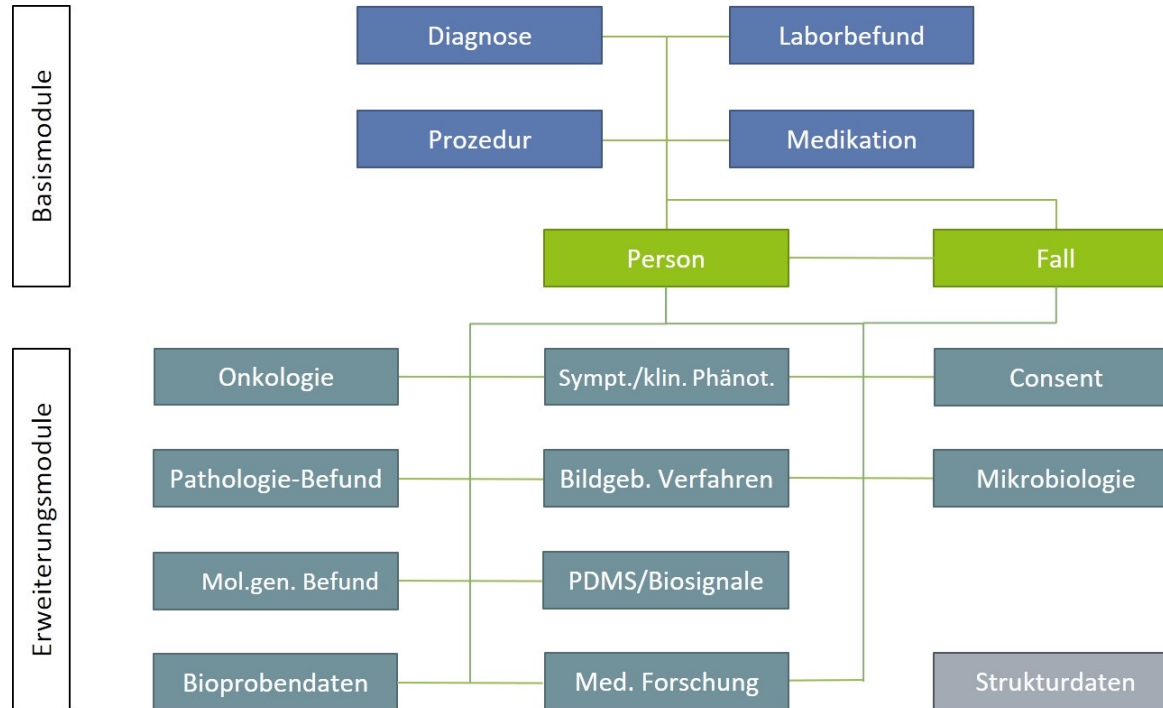 Basismodule
Diagnose
Laborbefund
Prozedur
Medikation
Person
Fall
Erweiterungsmodule
Onkologie
Sympt./klin. Phänot.
Consent
Pathologie-Befund
Bildgeb. Verfahren
Mikrobiologie
Mol.gen. Befund
PDMS/Biosignale
Bioprobendaten
Med. Forschung
Strukturdaten